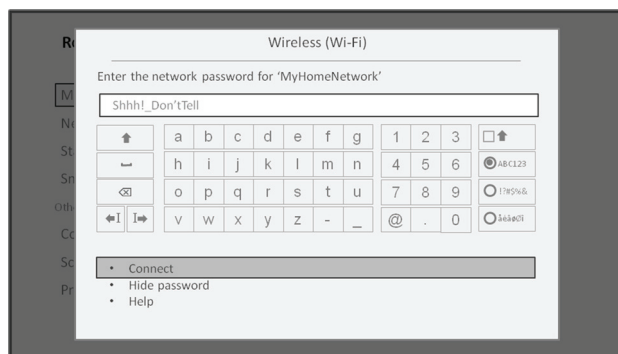 Wireless (Wi-Fi)
Enter the network password for ‘MyHomeNetwork’
Shhh!_Don’tTell
a b c d e f g 1 2 3
h i j k l m n 4 5 6 ABC123
o p q r s t u 7 8 9 !?#$%&
I I v w x y z - _ @ . 0
• Connect
• Hide password
• Help